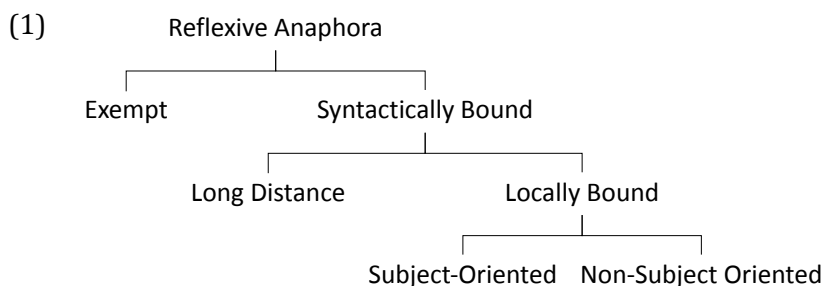 (1) Reflexive Anaphora
Exempt Syntactically Bound
Long Distance Locally Bound
Subject-Oriented Non-Subject Oriented